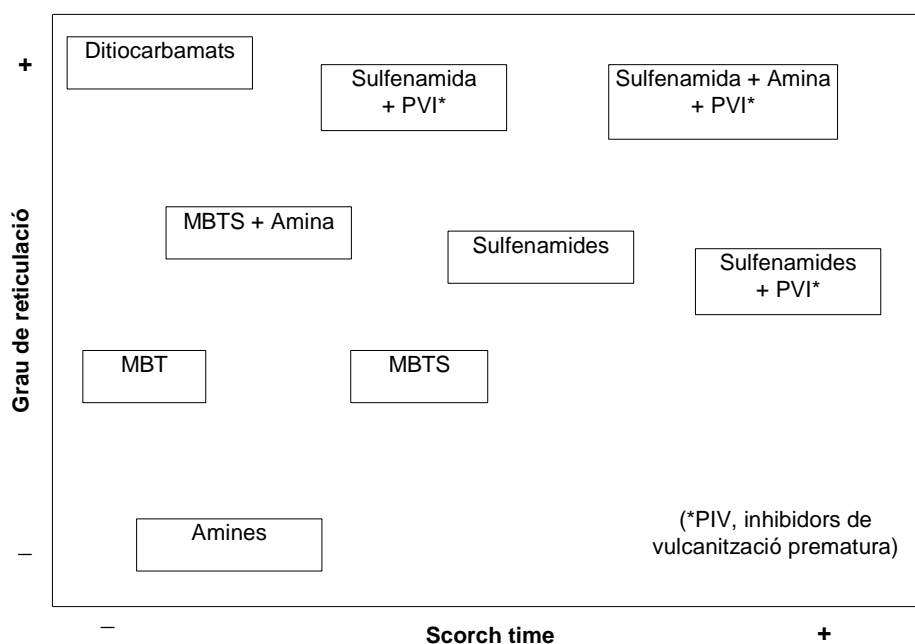 Ditiocarbamats
+
Sulfenamida
+ PVI*
Sulfenamida + Amina
+ PVI*
Grau de reticulació
MBTS + Amina
Sulfenamides
Sulfenamides
+ PVI*
MBT
MBTS
Amines
(*PIV, inhibidors de
vulcanització prematura)
–
–
Scorch time
+